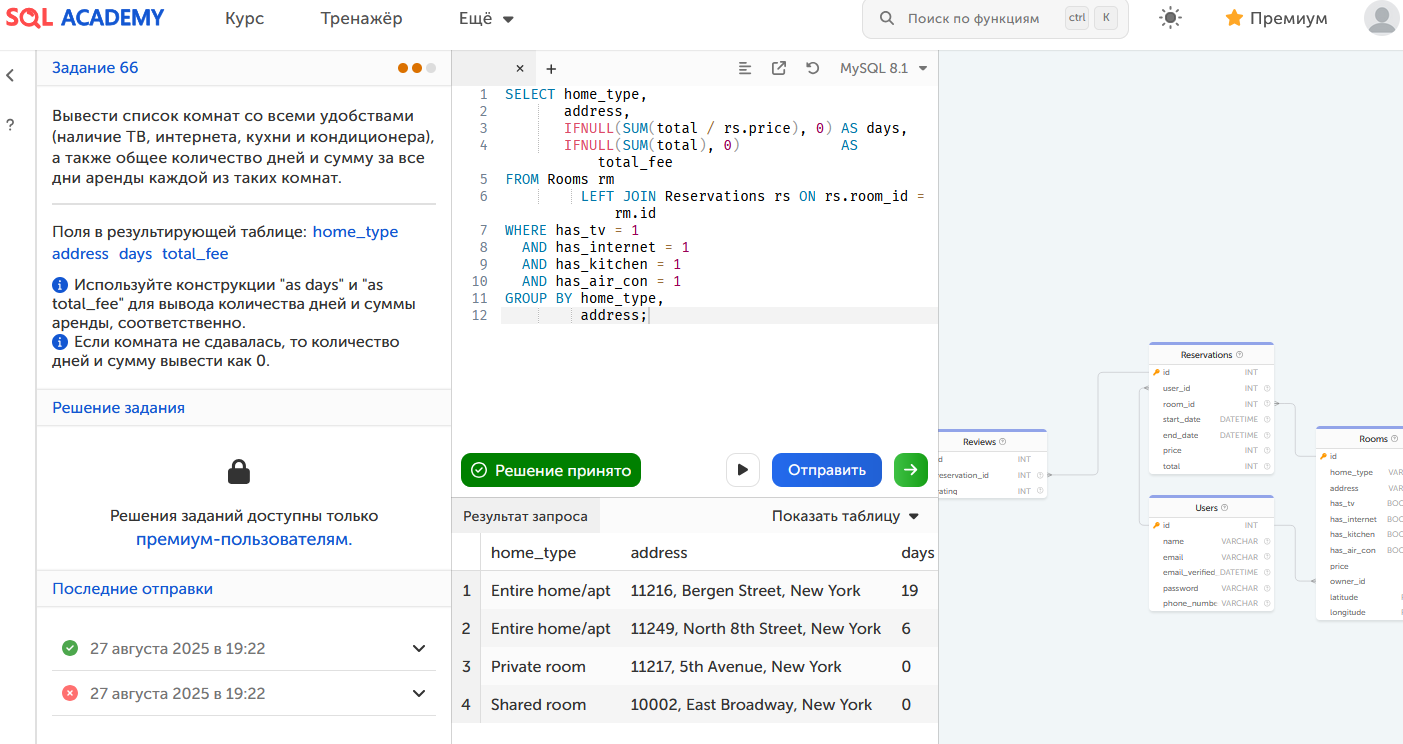 SQL ACADEMY
Курс
Тренажёр
Ещё
Поиск по функциям
ctrl
K
Премиум
Задание 66
Вывести список комнат со всеми удобствами
(наличие ТВ, интернета, кухни и кондиционера),
а также общее количество дней и сумму за все
дни аренды каждой из таких комнат.
Поля в результирующей таблице: home_type
address days total_fee
Используйте конструкции "as days" и "as
total_fee" для вывода количества дней и суммы
аренды, соответственно.
Если комната не сдавалась, то количество
дней и сумму вывести как 0.
Решение задания
Решения заданий доступны только
премиум-пользователям.
Последние отправки
27 августа 2025 в 19:22
27 августа 2025 в 19:22
MySQL 8.1
1 SELECT home_type,
2 address,
3 IFNULL(SUM(total / rs.price), 0) AS days,
4 IFNULL(SUM(total), 0) AS
total_fee
5 FROM Rooms rm
6 LEFT JOIN Reservations rs ON rs.room_id =
rm.id
7 WHERE has_tv = 1
8 AND has_internet = 1
9 AND has_kitchen = 1
10 AND has_air_con = 1
11 GROUP BY home_type,
12 address;
Решение принято
Отправить
Результат запроса
Показать таблицу
home_type address days
1 Entire home/apt 11216, Bergen Street, New York 19
2 Entire home/apt 11249, North 8th Street, New York 6
3 Private room 11217, 5th Avenue, New York 0
4 Shared room 10002, East Broadway, New York 0
Reviews
d INT
eservation_id INT
ating INT
Reservations
id INT
user_id INT
room_id INT
start_date DATETIME
end_date DATETIME
price INT
total INT
Users
id INT
name VARCHAR
email VARCHAR
email_verified_ DATETIME
password VARCHAR
phone_numbe VARCHAR
Rooms
id
home_type VAR
address VAR
has_tv BOO
has_internet BOO
has_kitchen BOO
has_air_con BOO
price
owner_id
latitude
longitude